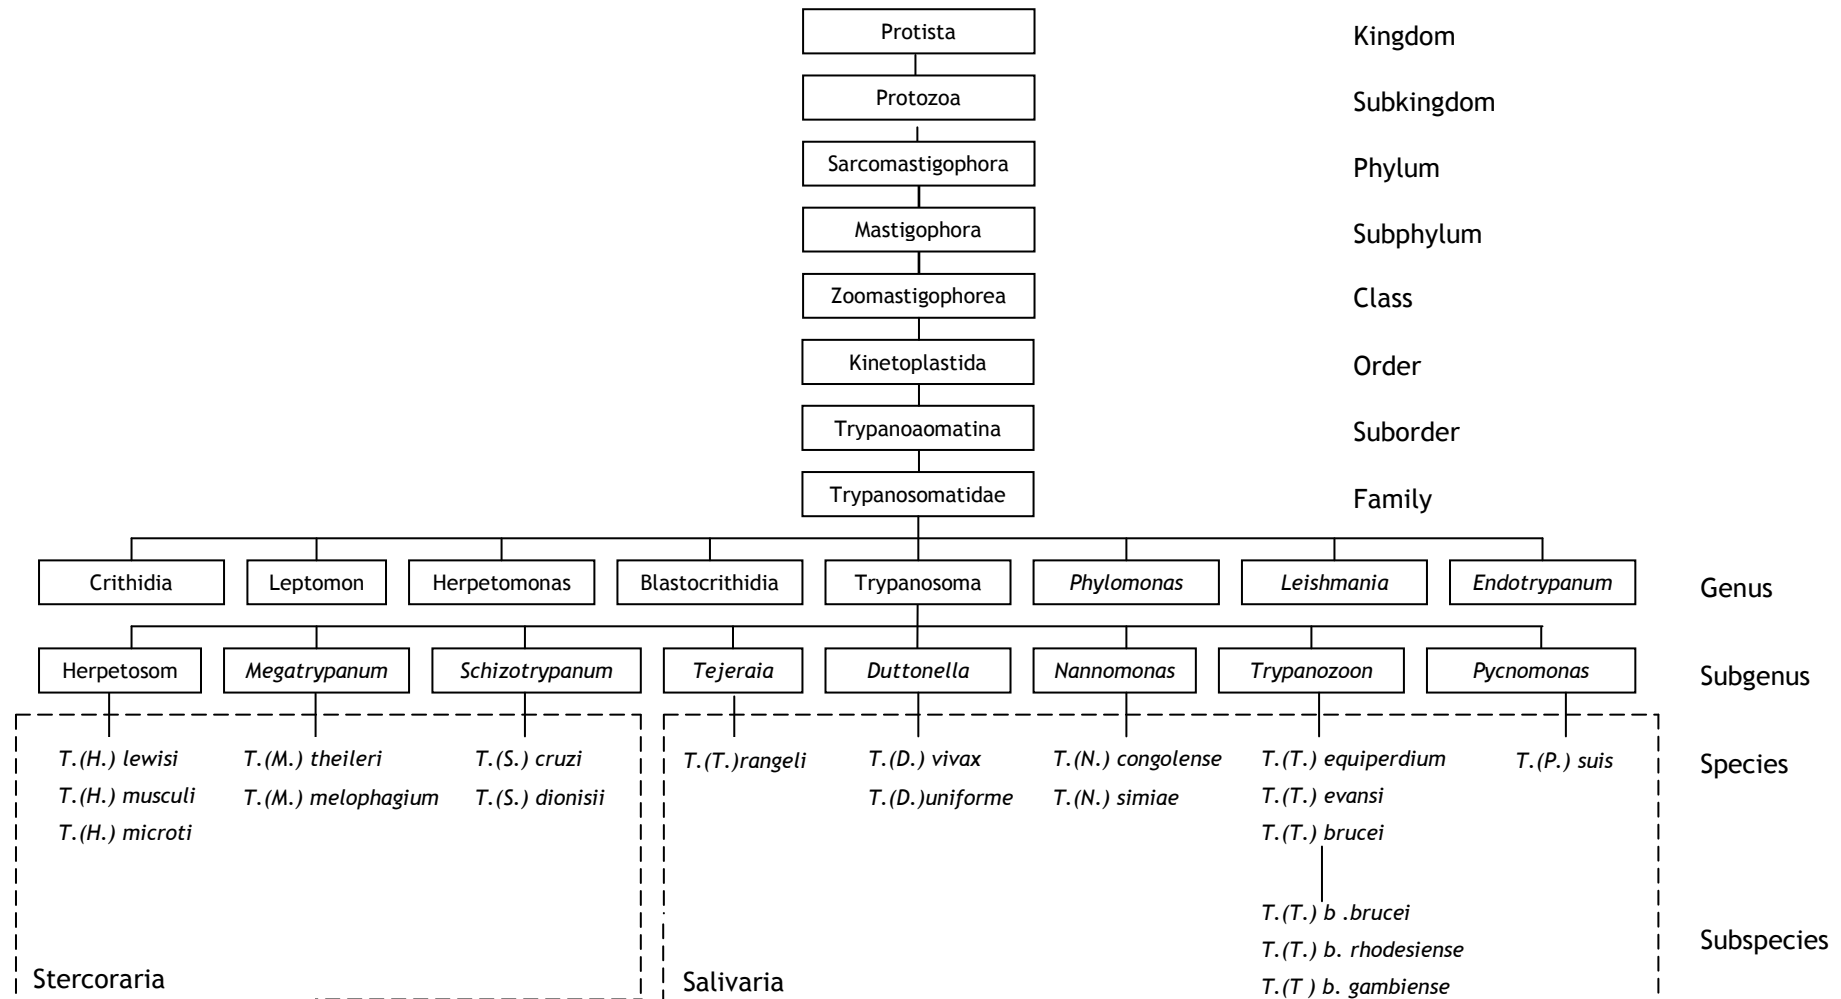 Protista
Kingdom
Protozoa
Subkingdom
Sarcomastigophora
Phylum
Mastigophora
Subphylum
Zoomastigophorea
Class
Kinetoplastida
Order
Trypanoaomatina
Suborder
Trypanosomatidae
Family
Crithidia
Leptomon
Herpetomonas
Blastocrithidia
Trypanosoma
Phylomonas
Leishmania
Endotrypanum
Genus
Herpetosom
Megatrypanum
Schizotrypanum
Tejeraia
Duttonella
Nannomonas
Trypanozoon
Pycnomonas
Subgenus
T.(H.) lewisi
T.(H.) musculi
T.(H.) microti
T.(M.) theileri
T.(M.) melophagium
T.(S.) cruzi
T.(S.) dionisii
T.(T.)rangeli
T.(D.) vivax
T.(D.)uniforme
T.(N.) congolense
T.(N.) simiae
T.(T.) equiperdium
T.(T.) evansi
T.(T.) brucei
T.(P.) suis
Species
T.(T.) b .brucei
T.(T.) b. rhodesiense
T.(T ) b. gambiense
Subspecies
Stercoraria
Salivaria